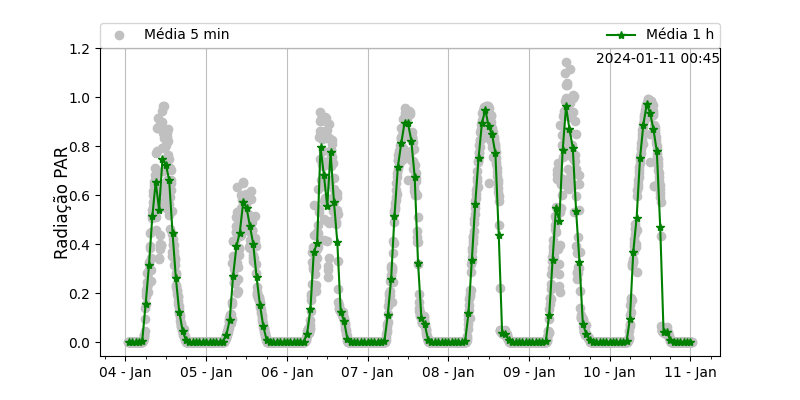 Média 5 min
Média 1 h
2024-01-11 00:45
Radiação PAR
1.2
1.0
0.8
0.6
0.4
0.2
0.0
04 - Jan
05 - Jan
06 - Jan
07 - Jan
08 - Jan
09 - Jan
10 - Jan
11 - Jan